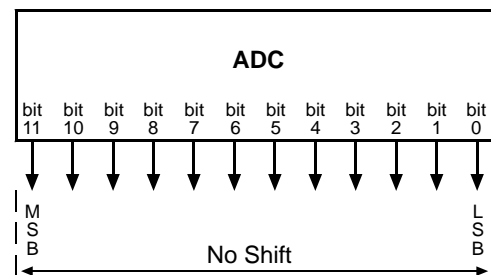 ADC
bit bit bit bit bit bit bit bit bit bit bit bit
11 10 9 8 7 6 5 4 3 2 1 0
M L
S S
B B
No Shift